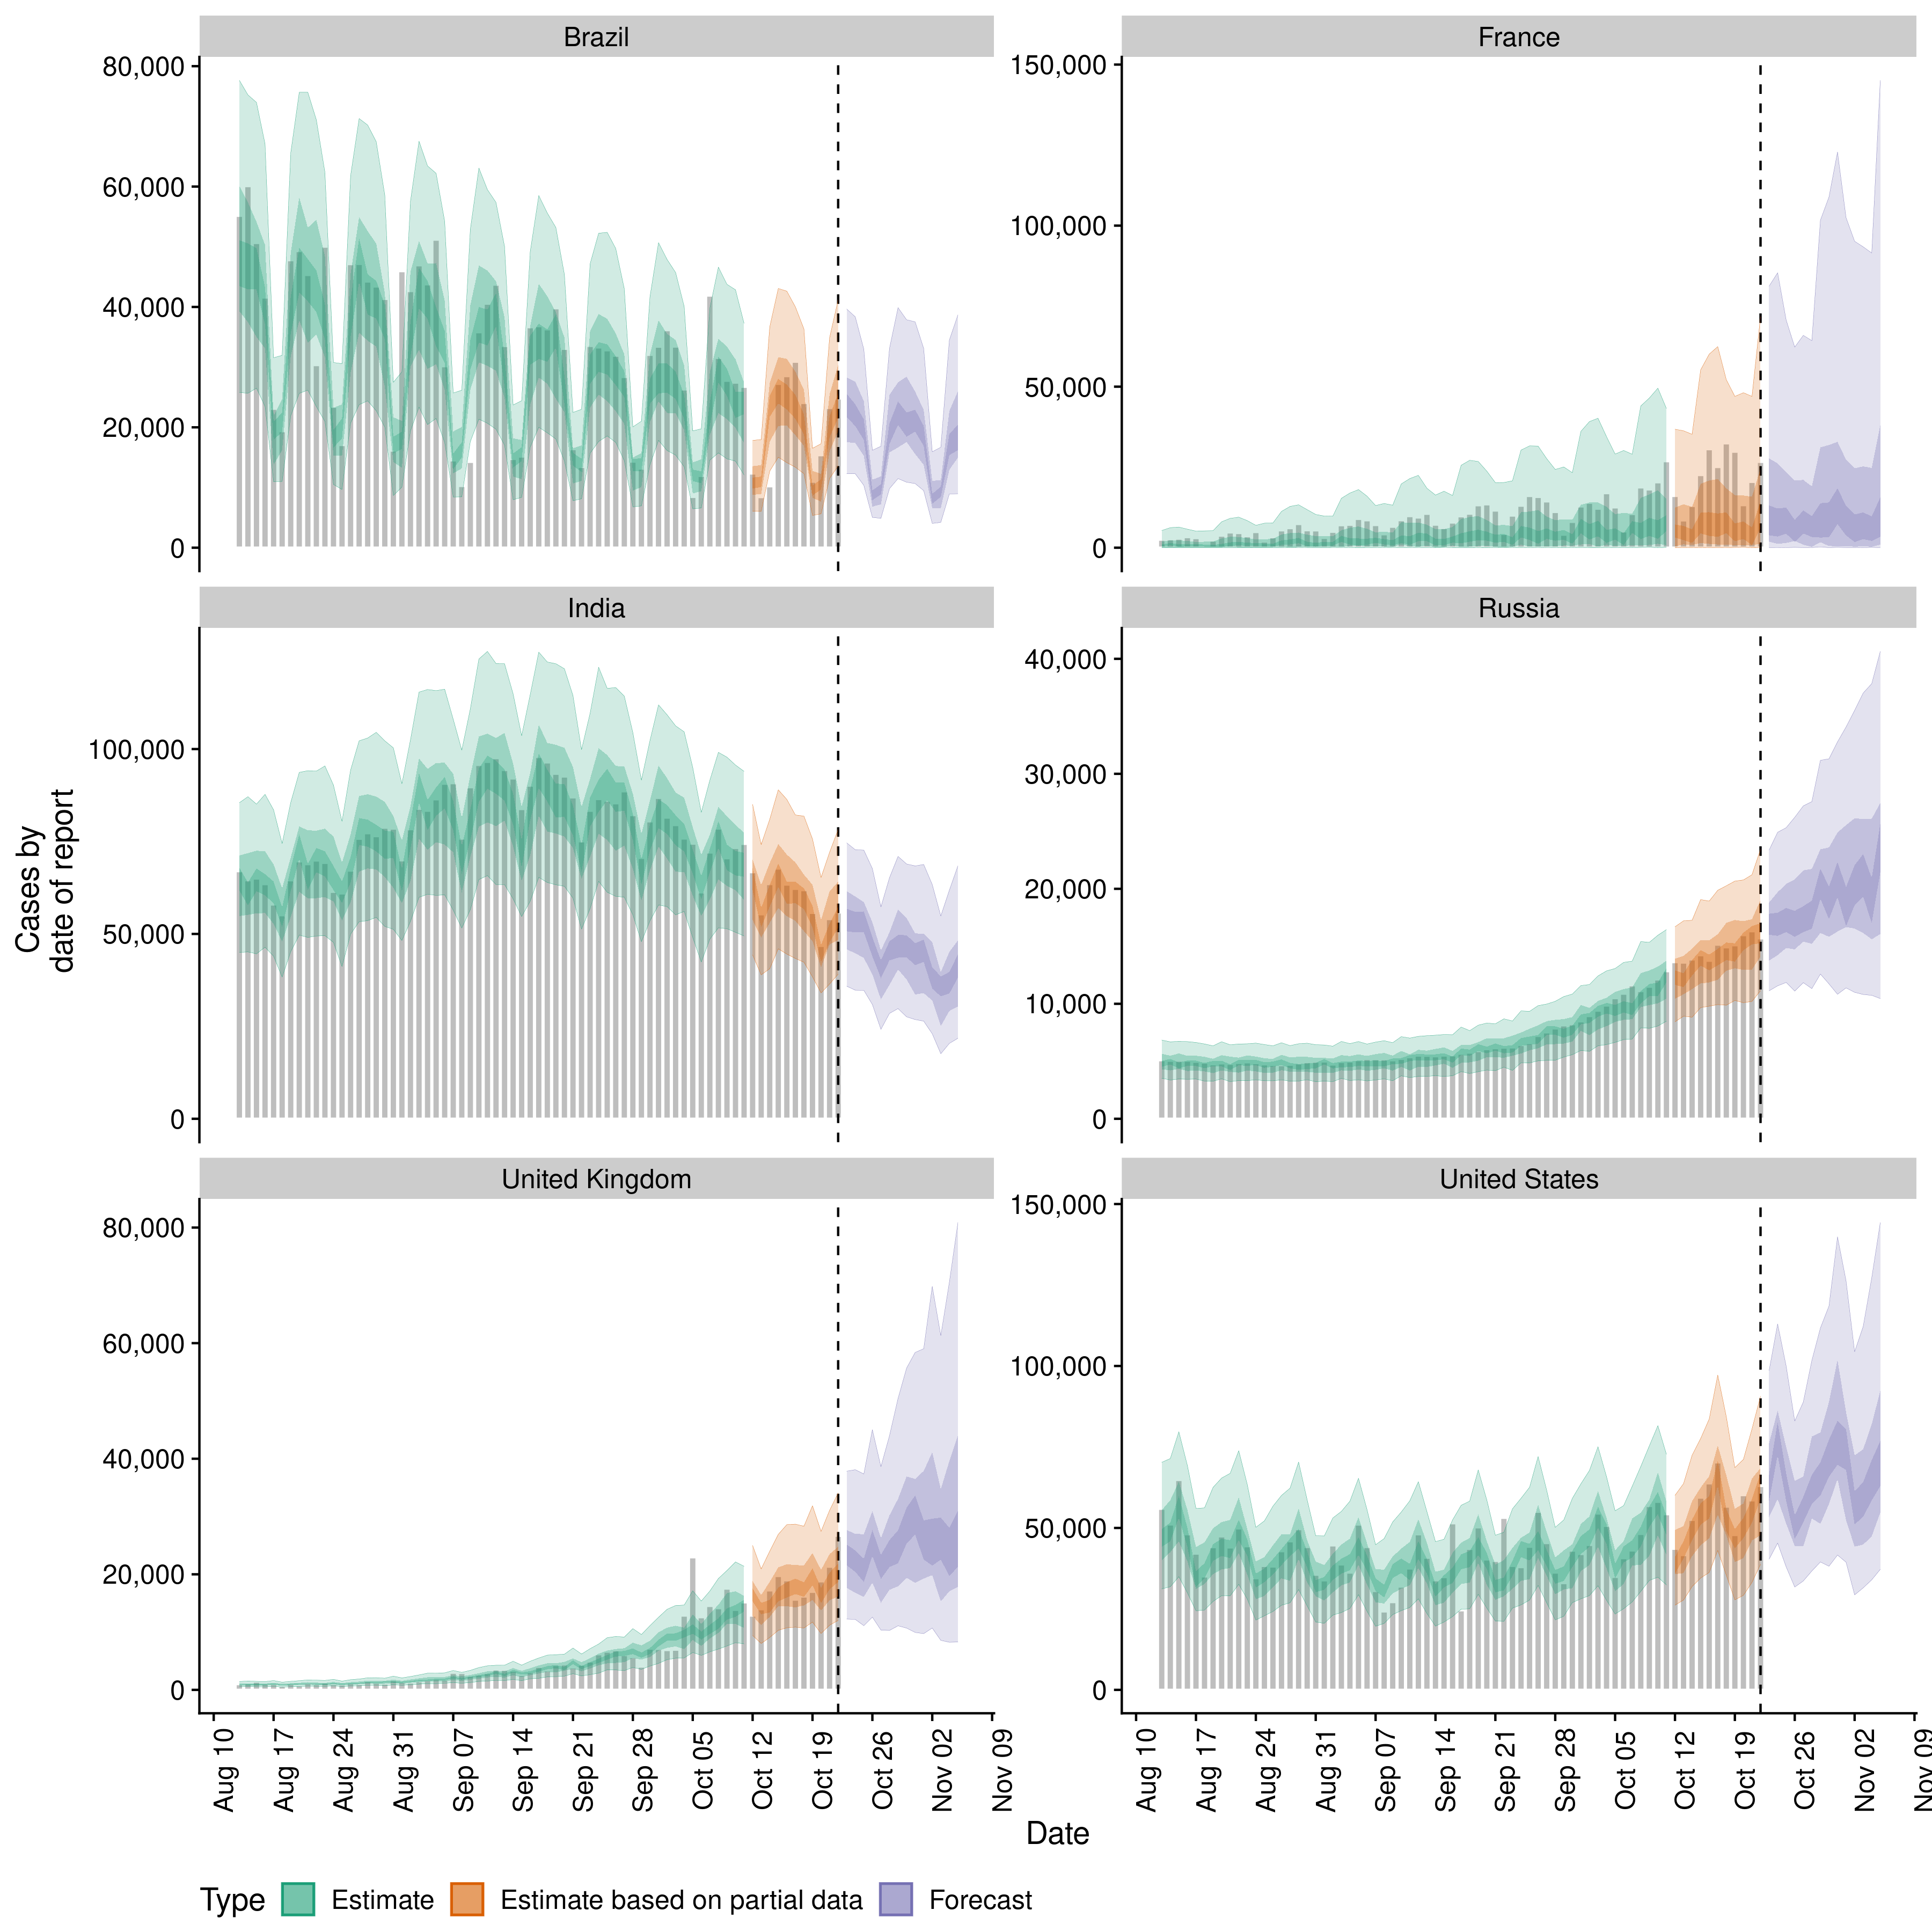 Brazil
France
80,000
60,000
40,000
20,000
0
150,000
100,000
50,000
0
India
Russia
100,000
50,000
0
40,000
30,000
20,000
10,000
0
Cases by
date of report
United Kingdom
United States
80,000
60,000
40,000
20,000
0
150,000
100,000
50,000
0
Aug 10
Aug 17
Aug 24
Aug 31
Sep 07
Sep 14
Sep 21
Sep 28
Oct 05
Oct 12
Oct 19
Oct 26
Nov 02
Nov 09
Aug 10
Aug 17
Aug 24
Aug 31
Sep 07
Sep 14
Sep 21
Sep 28
Oct 05
Oct 12
Oct 19
Oct 26
Nov 02
Nov 09
Date
Type Estimate Estimate based on partial data Forecast